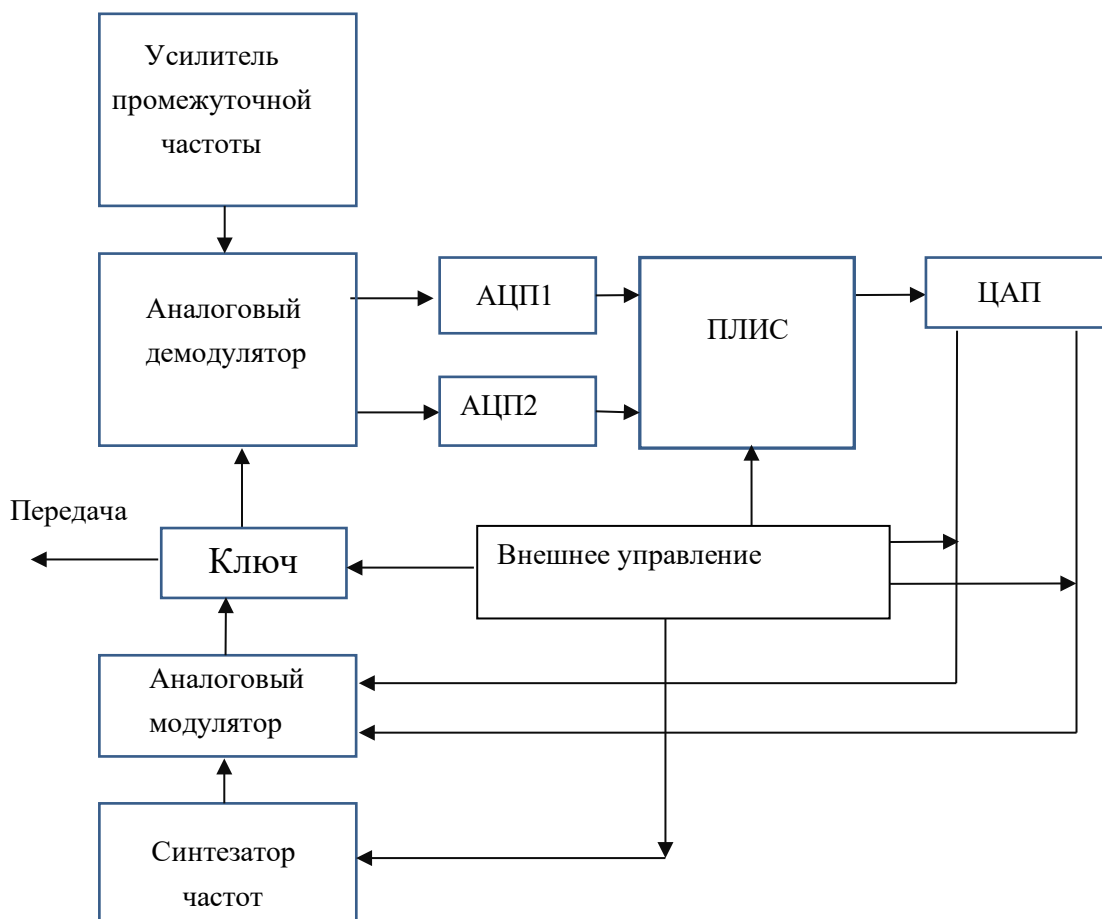 Усилитель
промежуточной
частоты
Аналоговый
демодулятор
АЦП1
АЦП2
ПЛИС
ЦАП
Передача
Ключ
Внешнее управление
Аналоговый
модулятор
Синтезатор
частот